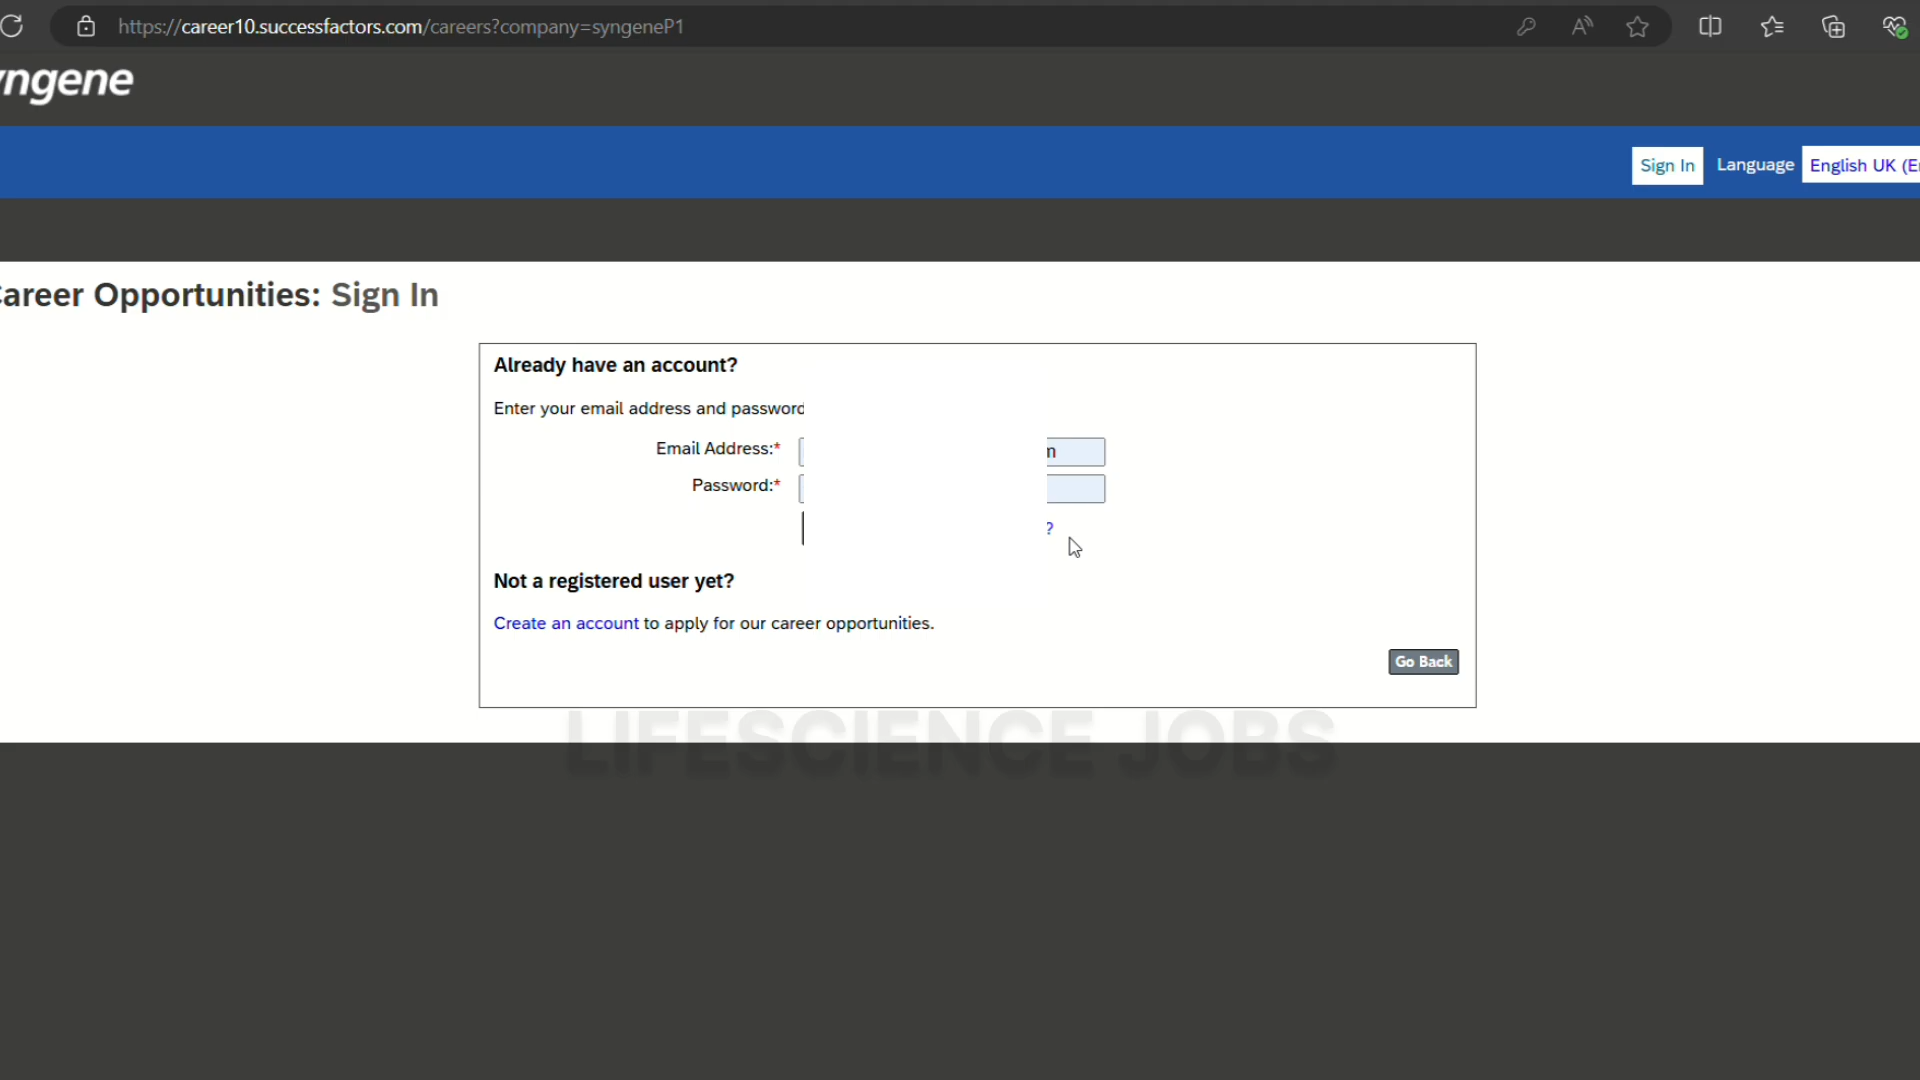 https://career10.successfactors.com/careers?company=syngeneP1
yngene
Sign In Language English UK (E
areer Opportunities: Sign In
Already have an account?
Enter your email address and password
Email Address:* m
Password:*
?
Not a registered user yet?
Create an account to apply for our career opportunities.
Go Back
LIFESCIENCE JOBS